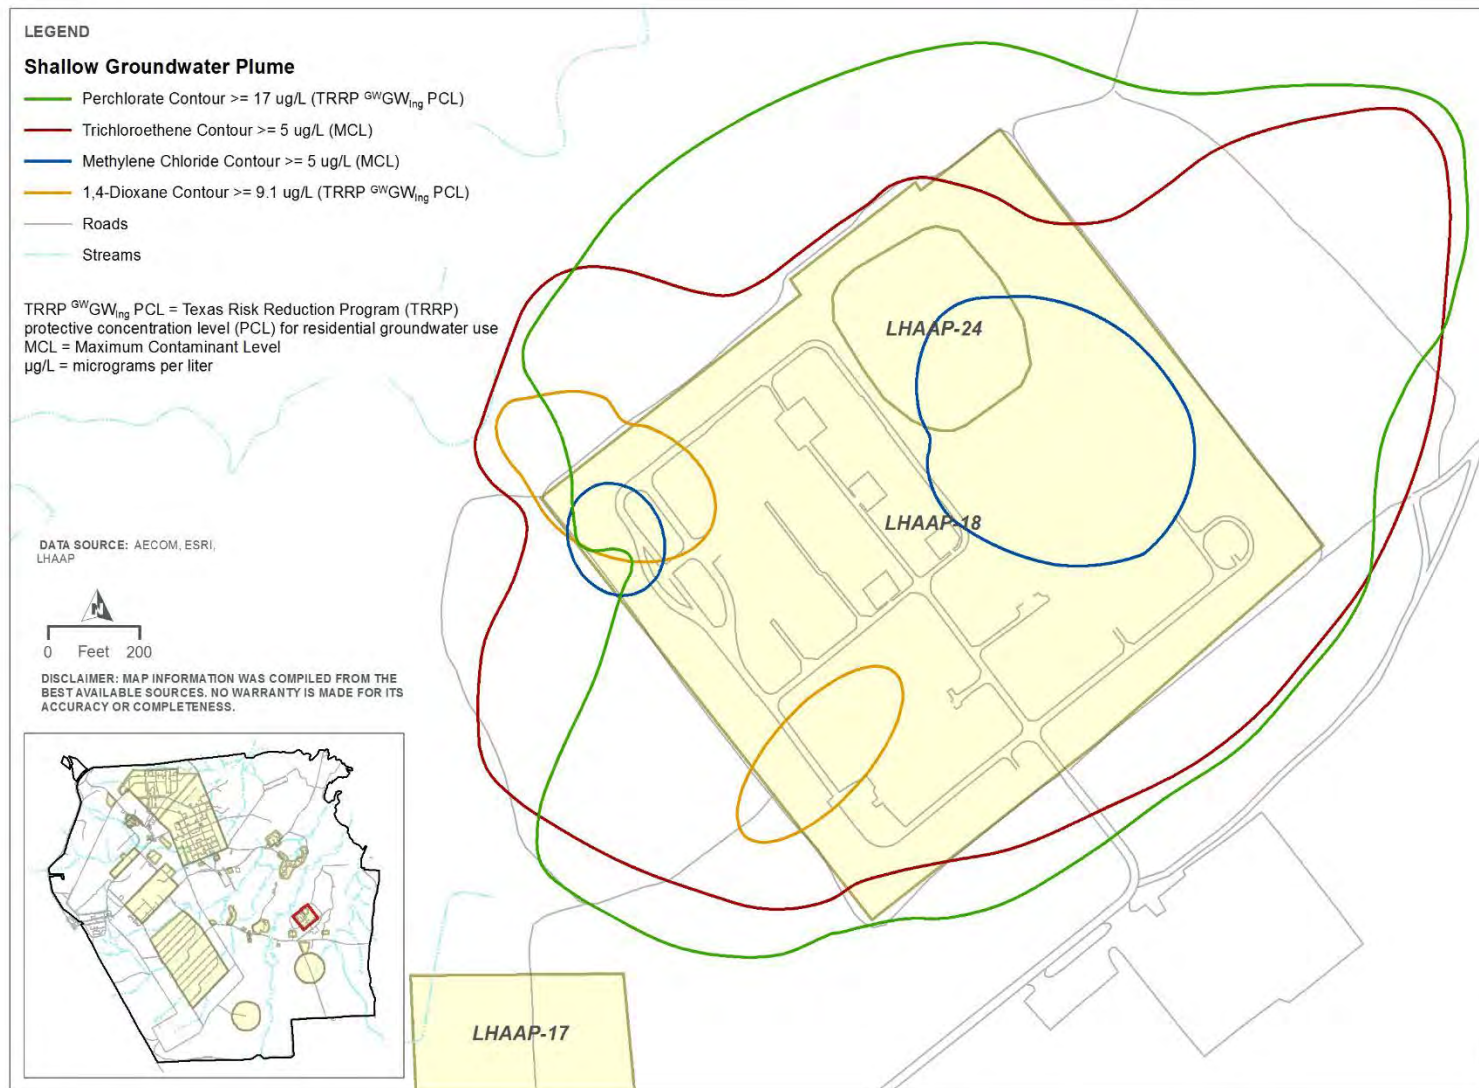 LEGEND
Shallow Groundwater Plume
Perchlorate Contour >= 17 ug/L (TRRP GWGWIng PCL)
Trichloroethene Contour >= 5 ug/L (MCL)
Methylene Chloride Contour >= 5 ug/L (MCL)
1,4-Dioxane Contour >= 9.1 ug/L (TRRP GWGWIng PCL)
Roads
Streams
TRRP GWGWIng PCL = Texas Risk Reduction Program (TRRP)
protective concentration level (PCL) for residential groundwater use
MCL = Maximum Contaminant Level
µg/L = micrograms per liter
DATA SOURCE: AECOM, ESRI,
LHAAP
N
0 Feet 200
DISCLAIMER: MAP INFORMATION WAS COMPILED FROM THE
BEST AVAILABLE SOURCES. NO WARRANTY IS MADE FOR ITS
ACCURACY OR COMPLETENESS.
LHAAP-24
LHAAP-18
LHAAP-17